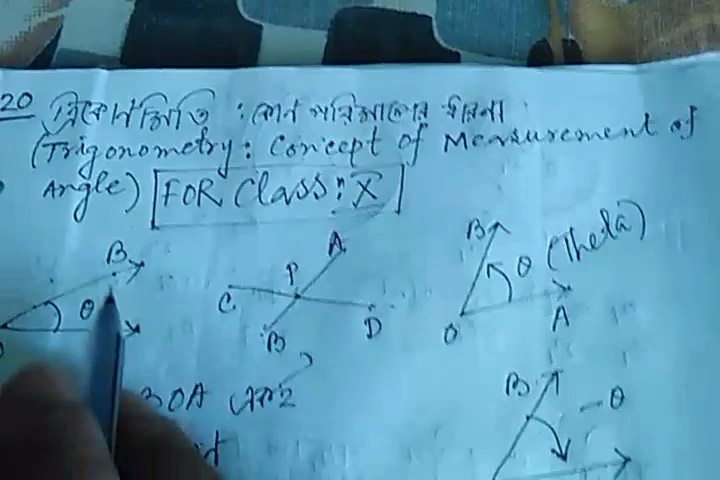 20 ত্রিকোণমিতি : কোণ পরিমাপের ধারণা
(Trigonometry: Concept of Measurement of
Angle) [FOR Class: X]
B θ
C P A B D
B θ (Theta) O A
BOA এবং
B -θ